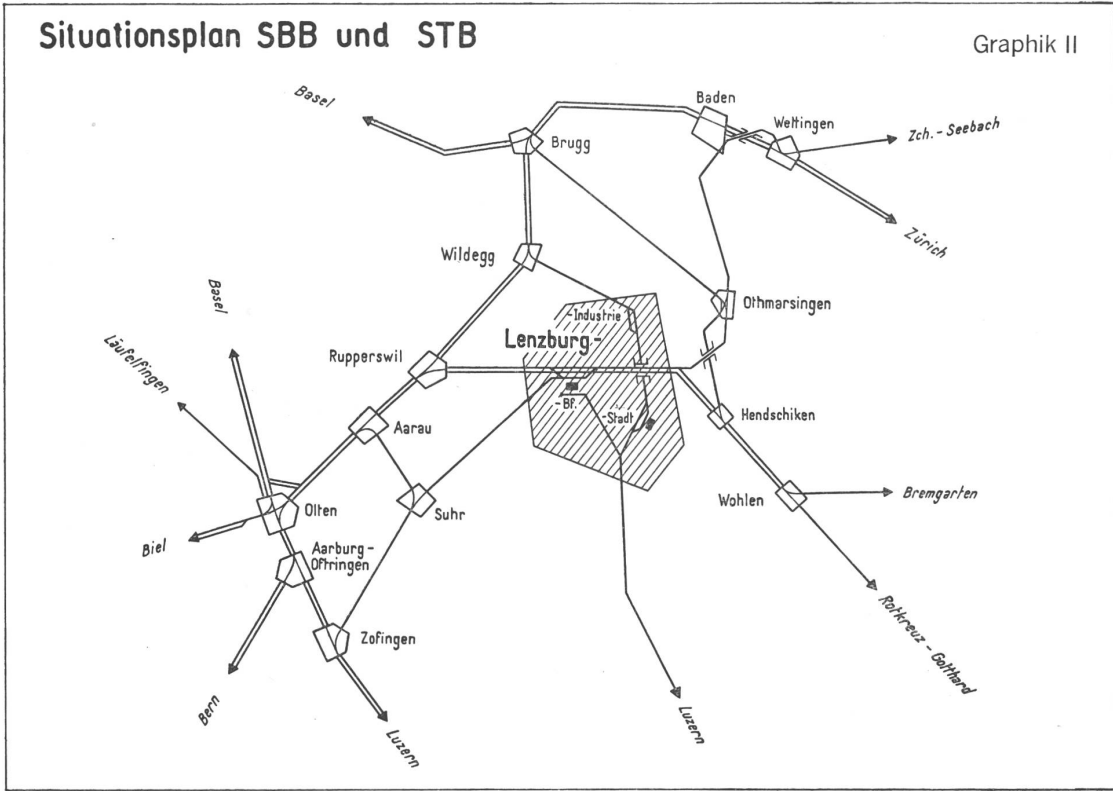 Situationsplan SBB und STB
Graphik II
Basel
Baden
Wettingen
Zch.-Seebach
Brugg
Zürich
Wildegg
Basel
Othmarsingen
-Industrie
Lenzburg-
Läufelfingen
Rupperswil
-Bf.
-Stadt
Hendschiken
Aarau
Wohlen
Bremgarten
Suhr
Olten
Biel
Aarburg-
Oftringen
Rotkreuz-Gotthard
Zofingen
Bern
Luzern
Luzern